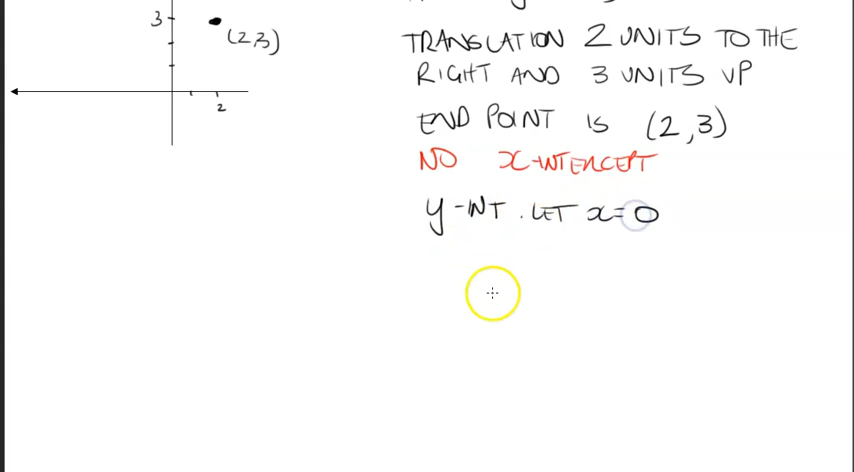 3
(2,3)
2
TRANSLATION 2 UNITS TO THE
RIGHT AND 3 UNITS UP
END POINT IS (2,3)
NO x-INTERCEPT
y-INT. LET x=0